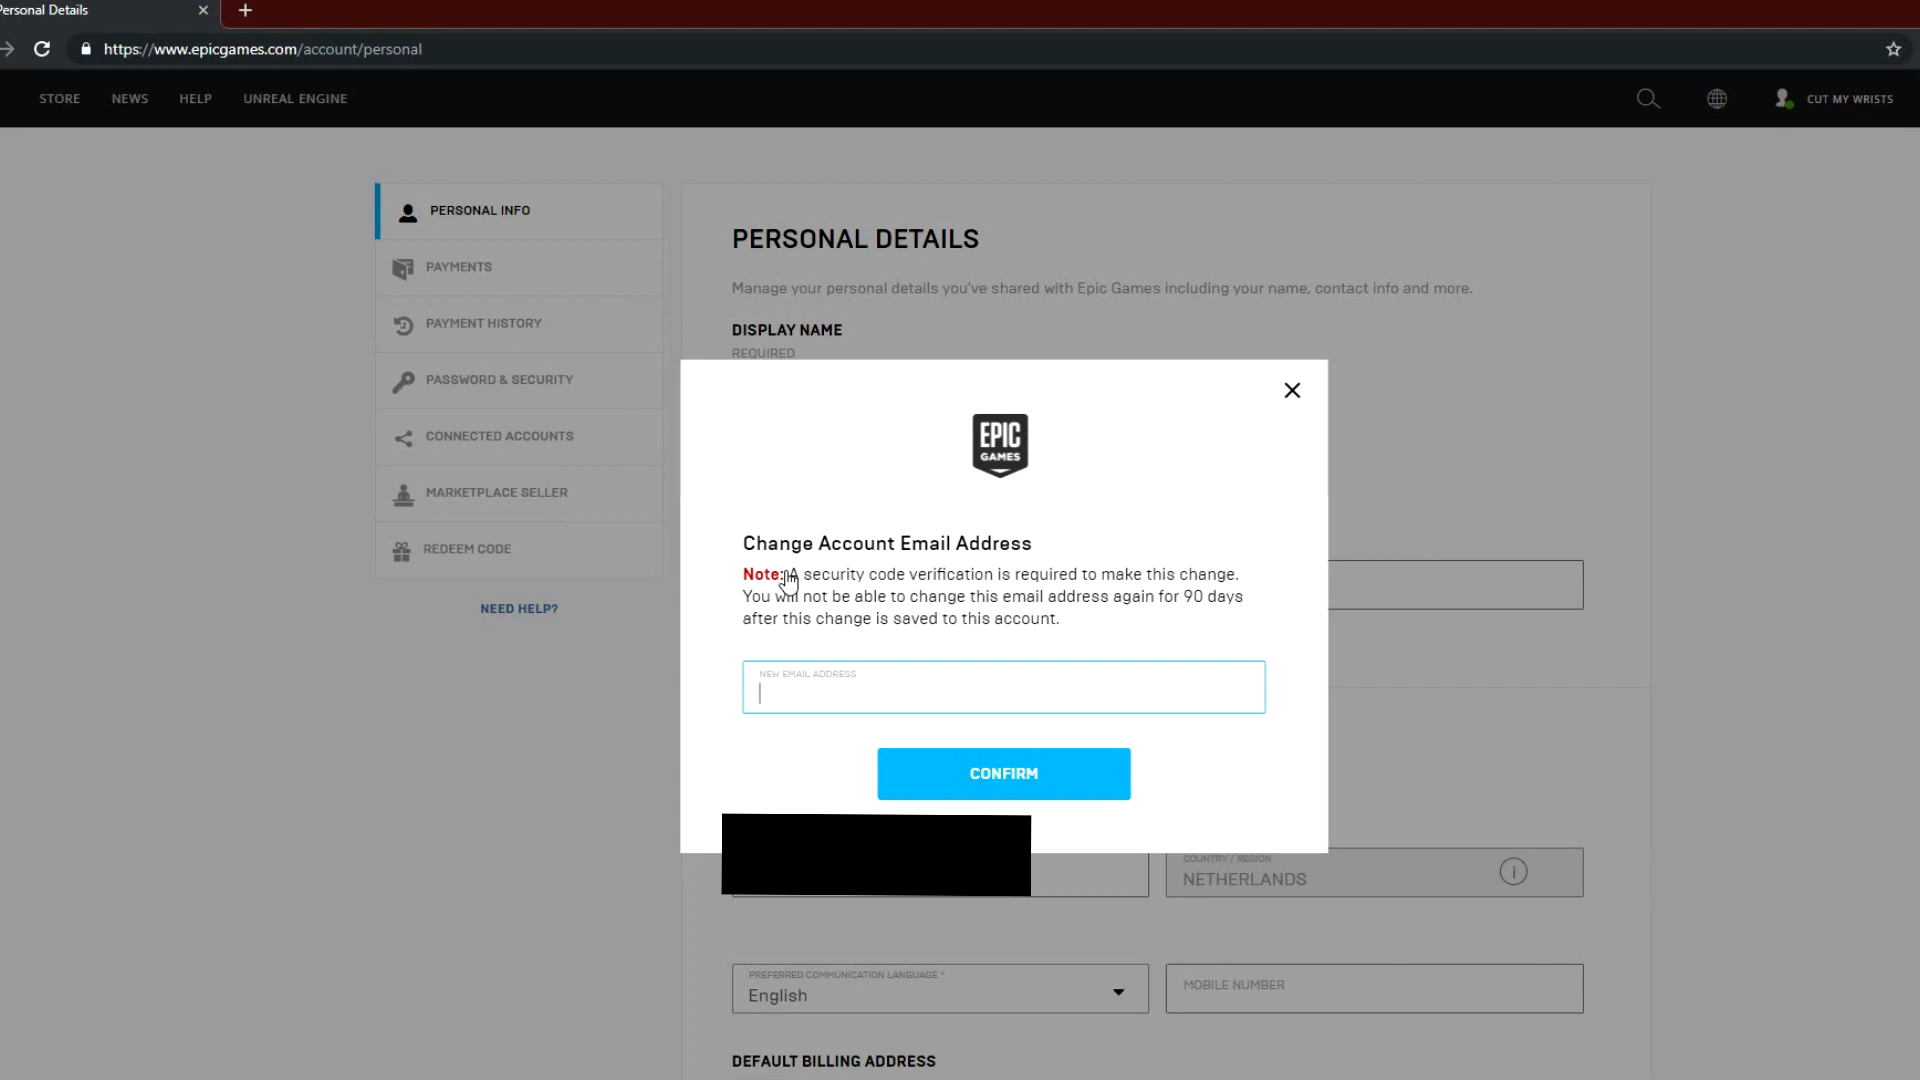 Personal Details
https://www.epicgames.com/account/personal
STORE NEWS HELP UNREAL ENGINE CUT MY WRISTS
PERSONAL INFO
PAYMENTS
PAYMENT HISTORY
PASSWORD & SECURITY
CONNECTED ACCOUNTS
MARKETPLACE SELLER
REDEEM CODE
NEED HELP?
PERSONAL DETAILS
Manage your personal details you've shared with Epic Games including your name, contact info and more.
DISPLAY NAME
REQUIRED
EPIC
GAMES
Change Account Email Address
Note: A security code verification is required to make this change.
You will not be able to change this email address again for 90 days
after this change is saved to this account.
NEW EMAIL ADDRESS
CONFIRM
COUNTRY / REGION
NETHERLANDS
PREFERRED COMMUNICATION LANGUAGE *
English
MOBILE NUMBER
DEFAULT BILLING ADDRESS